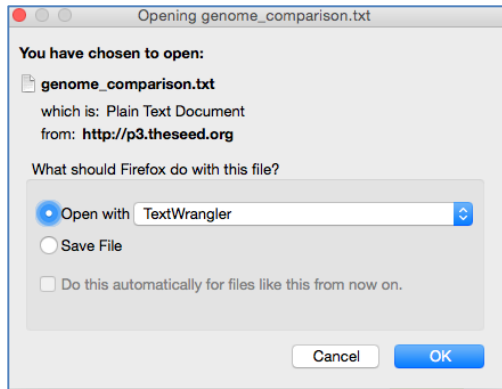 Opening genome_comparison.txt
You have chosen to open:
genome_comparison.txt
which is: Plain Text Document
from: http://p3.theseed.org
What should Firefox do with this file?
Open with TextWrangler
Save File
Do this automatically for files like this from now on.
Cancel OK